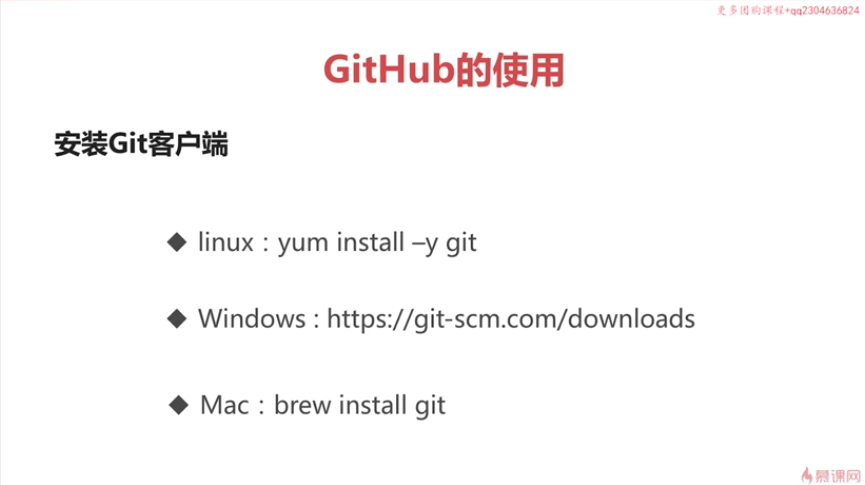 更多团购课程+qq2304636824
GitHub的使用
安装Git客户端
◆ linux：yum install –y git
◆ Windows : https://git-scm.com/downloads
◆ Mac：brew install git
慕课网